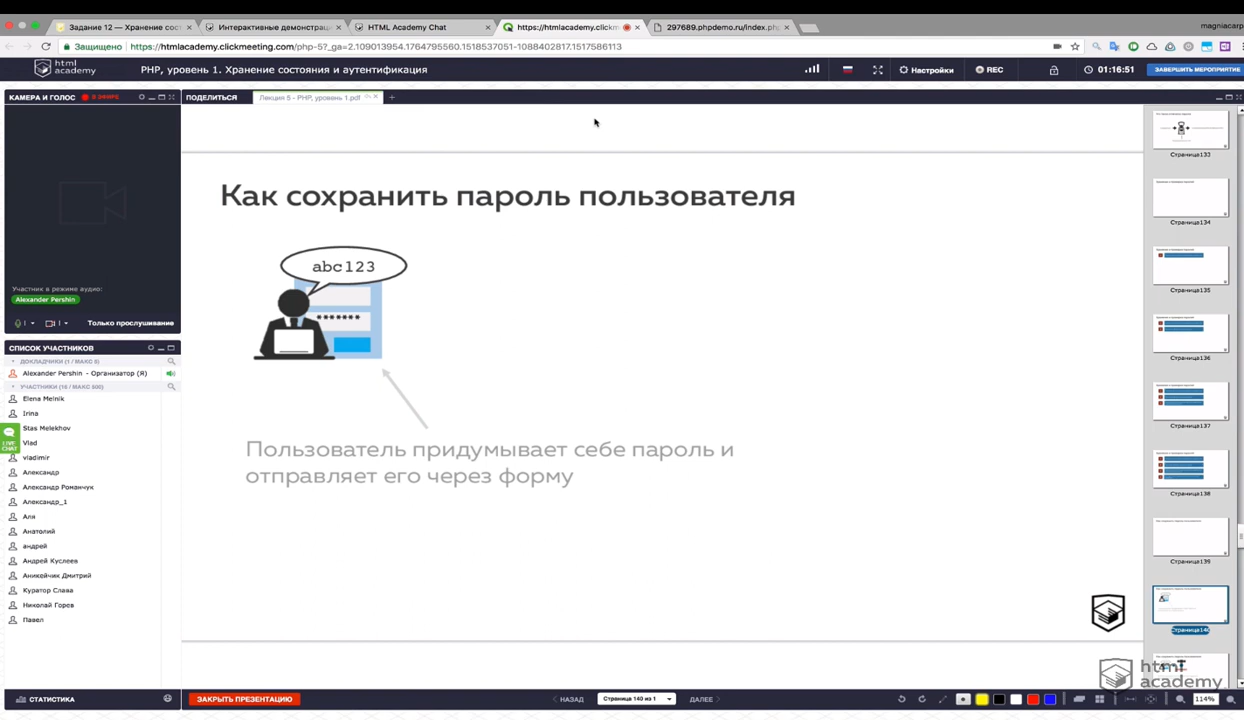 Задание 12 — Хранение сост
Интерактивные демонстрац
HTML Academy Chat
https://htmlacademy.clickm
297689.phpdemo.ru/index.ph
magniacarp
Защищено
https://htmlacademy.clickmeeting.com/php-5?_ga=2.109013954.1764795560.1518537051-1088402817.1517586113
html academy
PHP, уровень 1. Хранение состояния и аутентификация
Настройки
REC
01:16:51
ЗАВЕРШИТЬ МЕРОПРИЯТИЕ
КАМЕРА И ГОЛОС
В ЭФИРЕ
ПОДЕЛИТЬСЯ
Лекция 5 - PHP, уровень 1.pdf
Участник в режиме аудио:
Alexander Pershin
Только прослушивание
СПИСОК УЧАСТНИКОВ
ДОКЛАДЧИКИ (1 / МАКС 5)
Alexander Pershin - Организатор (Я)
УЧАСТНИКИ (16 / МАКС 500)
Elena Melnik
Irina
Stas Melekhov
Vlad
vladimir
Александр
Александр Романчук
Александр_1
Аля
Анатолий
андрей
Андрей Куслеев
Аникейчик Дмитрий
Куратор Слава
Николай Горев
Павел
LIVE CHAT
СТАТИСТИКА
Как сохранить пароль пользователя
abc123
*******
Пользователь придумывает себе пароль и
отправляет его через форму
Страница133
Страница134
Страница135
Страница136
Страница137
Страница138
Страница139
Страница140
html
academy
ЗАКРЫТЬ ПРЕЗЕНТАЦИЮ
НАЗАД
Страница 140 из 1
ДАЛЕЕ
114%